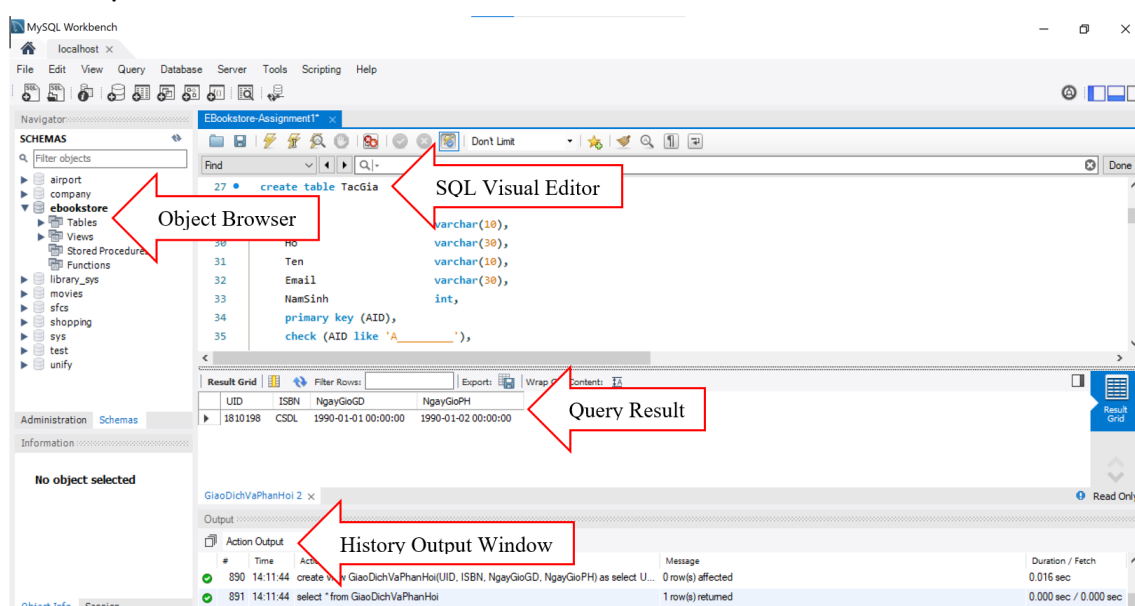 MySQL Workbench
localhost ×
File Edit View Query Database Server Tools Scripting Help
Navigator
SCHEMAS
Filter objects
airport
company
ebookstore
Tables
Views
Stored Procedure
Functions
library_sys
movies
sfcs
shopping
sys
test
unify
Object Browser
Administration Schemas
Information
No object selected
Object Info Session
EBookstore-Assignment1* ×
Don't Limit
Find Done
27 create table TacGia
SQL Visual Editor
varchar(10),
30 Ho varchar(30),
31 Ten varchar(10),
32 Email varchar(30),
33 NamSinh int,
34 primary key (AID),
35 check (AID like 'A_________'),
Result Grid Filter Rows: Export: Wrap Content:
UID ISBN NgayGioGD NgayGioPH
1810198 CSDL 1990-01-01 00:00:00 1990-01-02 00:00:00
Query Result
Result
Grid
GiaoDichVaPhanHoi 2 ×
Read Only
Output
Action Output
History Output Window
# Time Message Duration / Fetch
890 14:11:44 create view GiaoDichVaPhanHoi(UID, ISBN, NgayGioGD, NgayGioPH) as select U... 0 row(s) affected 0.016 sec
891 14:11:44 select * from GiaoDichVaPhanHoi 1 row(s) returned 0.000 sec / 0.000 sec